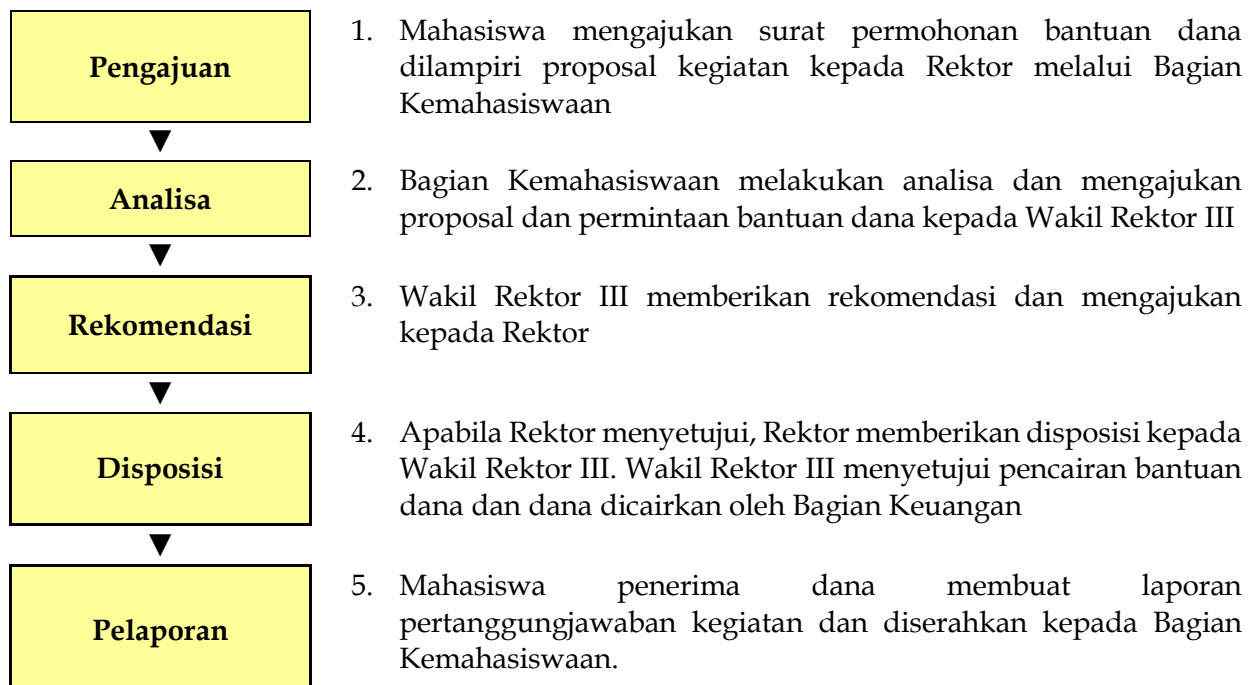 Pengajuan
1. Mahasiswa mengajukan surat permohonan bantuan dana
dilampiri proposal kegiatan kepada Rektor melalui Bagian
Kemahasiswaan
▼
Analisa
2. Bagian Kemahasiswaan melakukan analisa dan mengajukan
proposal dan permintaan bantuan dana kepada Wakil Rektor III
▼
Rekomendasi
3. Wakil Rektor III memberikan rekomendasi dan mengajukan
kepada Rektor
▼
Disposisi
4. Apabila Rektor menyetujui, Rektor memberikan disposisi kepada
Wakil Rektor III. Wakil Rektor III menyetujui pencairan bantuan
dana dan dana dicairkan oleh Bagian Keuangan
▼
Pelaporan
5. Mahasiswa penerima dana membuat laporan
pertanggungjawaban kegiatan dan diserahkan kepada Bagian
Kemahasiswaan.